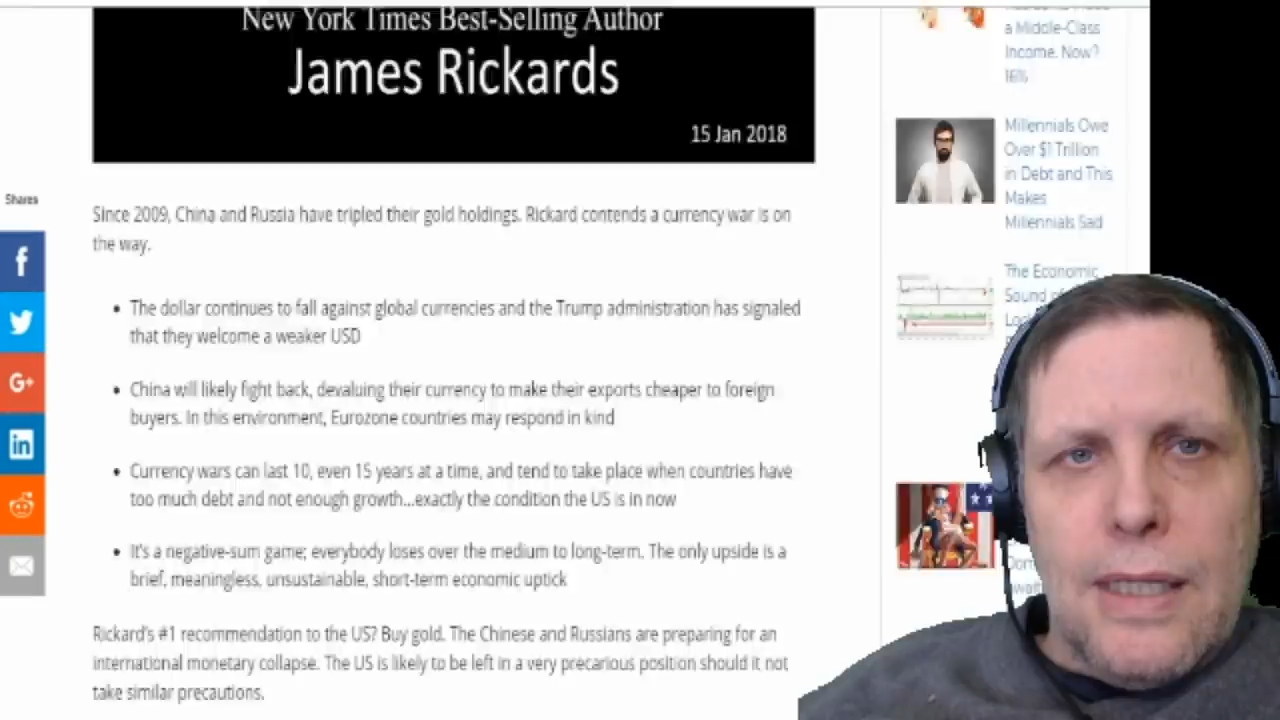 New York Times Best-Selling Author
James Rickards
15 Jan 2018
Shares
Since 2009, China and Russia have tripled their gold holdings. Rickard contends a currency war is on
the way.
The dollar continues to fall against global currencies and the Trump administration has signaled
that they welcome a weaker USD
China will likely fight back, devaluing their currency to make their exports cheaper to foreign
buyers. In this environment, Eurozone countries may respond in kind
Currency wars can last 10, even 15 years at a time, and tend to take place when countries have
too much debt and not enough growth...exactly the condition the US is in now
It's a negative-sum game; everybody loses over the medium to long-term. The only upside is a
brief, meaningless, unsustainable, short-term economic uptick
Rickard's #1 recommendation to the US? Buy gold. The Chinese and Russians are preparing for an
international monetary collapse. The US is likely to be left in a very precarious position should it not
take similar precautions.
a Middle-Class
Income. Now?
16%
Millennials Owe
Over $1 Trillion
in Debt and This
Makes
Millennials Sad
The Economic
Sound
f
G+
in